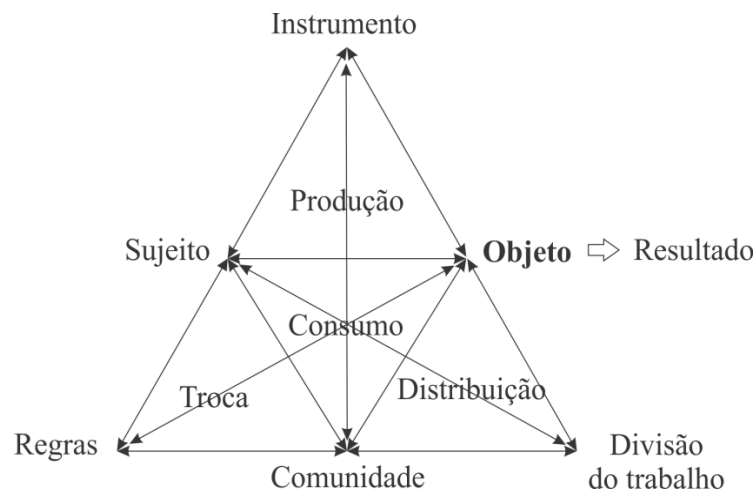 Instrumento
Produção
Sujeito
Objeto
Resultado
Consumo
Troca
Distribuição
Regras
Comunidade
Divisão
do trabalho